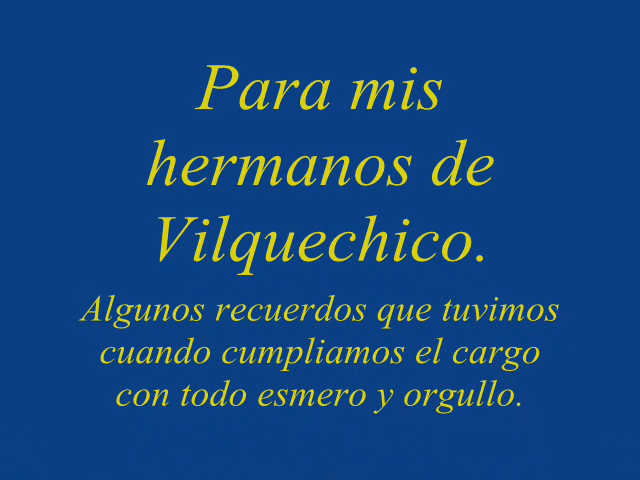 Para mis
hermanos de
Vilquechico.
Algunos recuerdos que tuvimos
cuando cumpliamos el cargo
con todo esmero y orgullo.